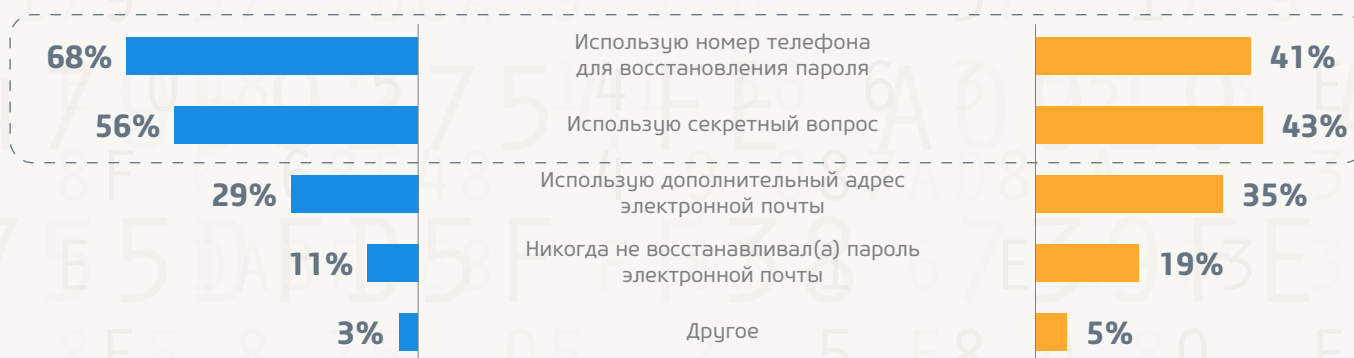 68%
Использую номер телефона
для восстановления пароля
41%
56%
Использую секретный вопрос
43%
29%
Использую дополнительный адрес
электронной почты
35%
11%
Никогда не восстанавливал(а) пароль
электронной почты
19%
3%
Другое
5%